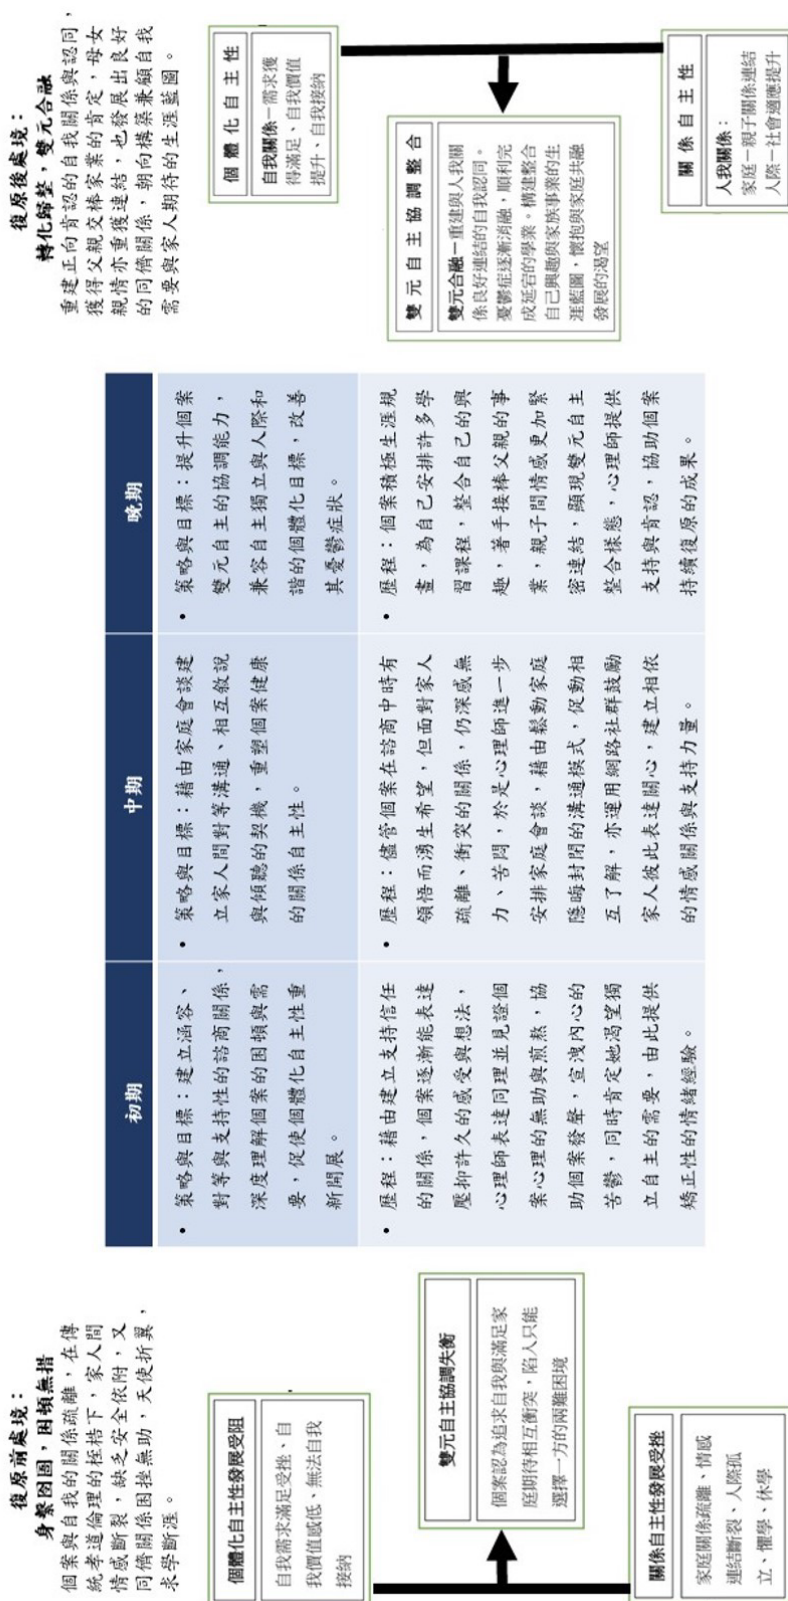 復原前處境：
身繫囹圄，困頓無措
個案與自我的關係疏離，在傳
統孝道倫理的桎梏下，家人間
情感斷裂，缺乏安全依附，又
同儕關係困挫無助，天使折翼，
求學斷涯。
個體化自主性發展受阻
自我需求滿足受挫、自
我價值感低、無法自我
接納
雙元自主協調失衡
個案認為追求自我與滿足家
庭期待相互衝突，陷入只能
選擇一方的兩難困境
關係自主性發展受挫
家庭關係疏離、情感
連結斷裂、人際孤
立、懼學、休學
初期
• 策略與目標：建立涵容、
對等與支持性的諮商關係，
深度理解個案的困頓與需
要，促使個體化自主性重
新開展。
• 歷程：藉由建立支持信任
的關係，個案逐漸能表達
壓抑許久的感受與想法，
心理師表達同理並見證個
案心理的無助與煎熬，協
助個案發聲，宣洩內心的
苦鬱，同時肯定她渴望獨
立自主的需要，由此提供
矯正性的情緒經驗。
中期
• 策略與目標：藉由家庭會談建
立家人間對等溝通、相互敘說
與傾聽的契機，重塑個案健康
的關係自主性。
• 歷程：儘管個案在諮商中時有
領悟而湧生希望，但面對家人
疏離、衝突的關係，仍深感無
力、苦悶，於是心理師進一步
安排家庭會談，藉由鬆動家庭
隱晦封閉的溝通模式，促動相
互了解，亦運用網路社群鼓勵
家人彼此表達關心，建立相依
的情感關係與支持力量。
晚期
• 策略與目標：提升個案
雙元自主的協調能力，
兼容自主獨立與人際和
諧的個體化目標，改善
其憂鬱症狀。
• 歷程：個案積極生涯規
畫，為自己安排許多學
習課程，整合自己的興
趣，著手接棒父親的事
業，親子間情感更加緊
密連結，顯現雙元自主
整合樣態，心理師提供
支持與肯認，協助個案
持續復原的成果。
復原後處境：
轉化歸整，雙元合融
重建正向肯認的自我關係與認同，
獲得父親交棒家業的肯定，母女
親情亦重獲連結，也發展出良好
的同儕關係，朝向構築兼顧自我
需要與家人期待的生涯藍圖。
個體化自主性
自我關係－需求獲
得滿足、自我價值
提升、自我接納
雙元自主協調整合
雙元合融－重建與人我關
係良好連結的自我認同。
憂鬱症逐漸消融，順利完
成延宕的學業。構建整合
自己興趣與家族事業的生
涯藍圖，懷抱與家庭共融
發展的渴望
關係自主性
人我關係：
家庭－親子關係連結
人際－社會適應提升